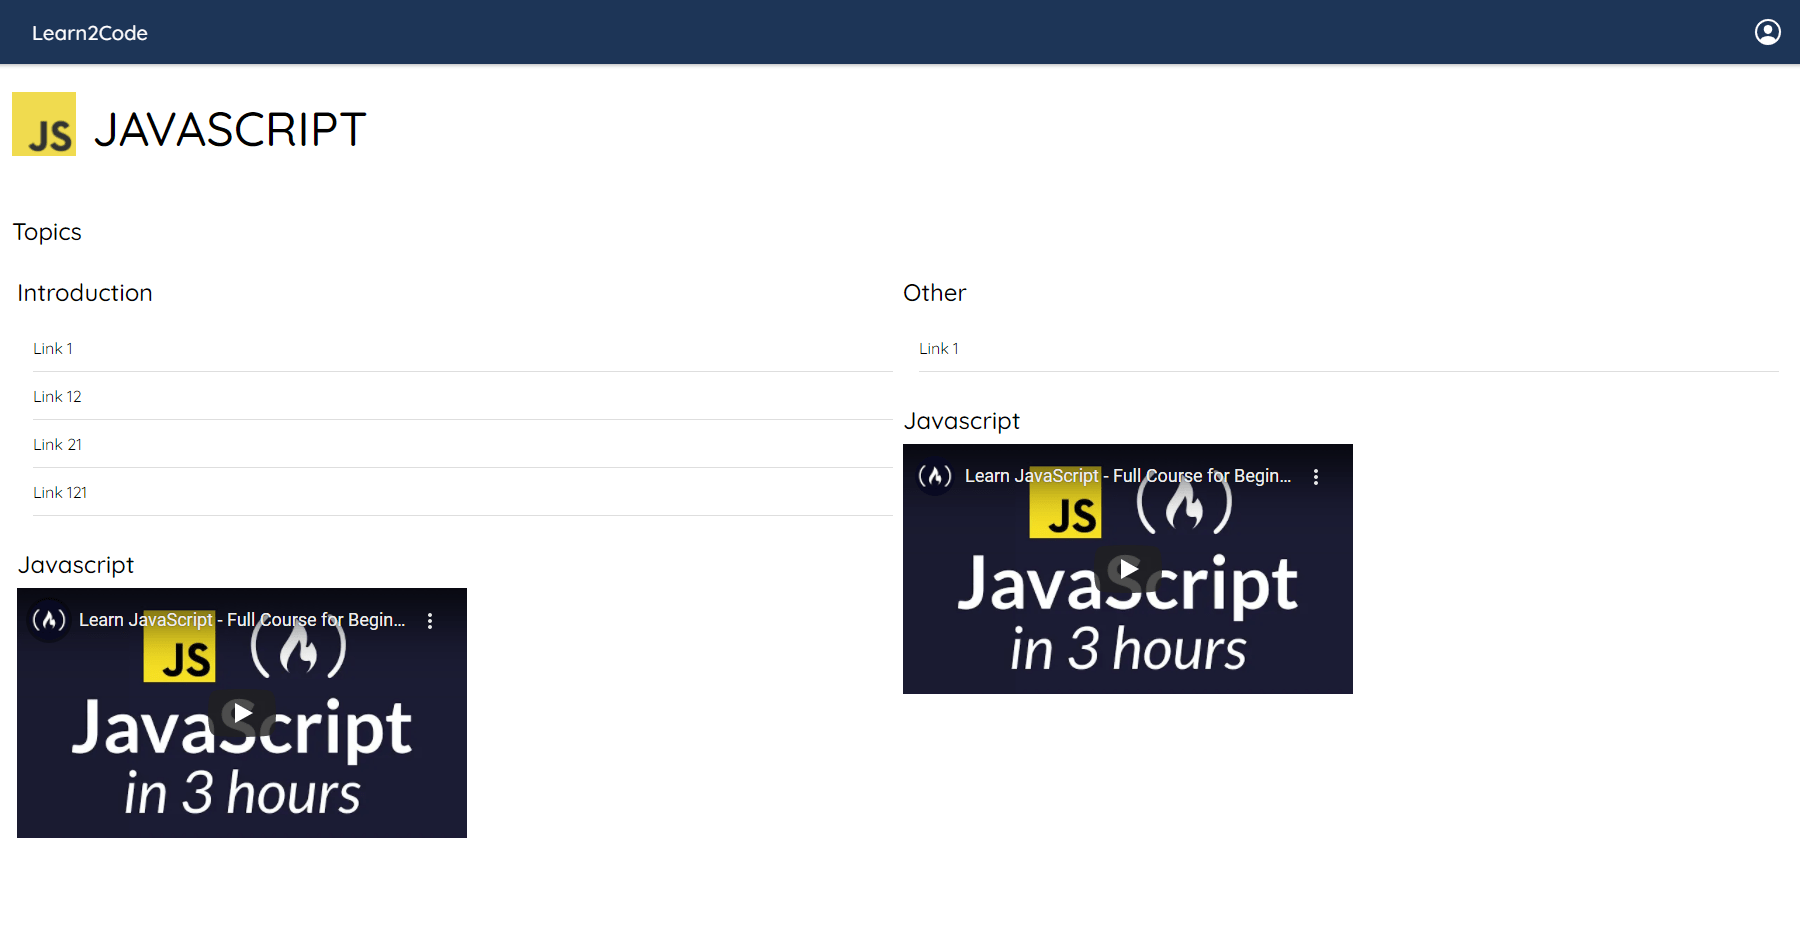 Learn2Code
JS JAVASCRIPT
Topics
Introduction
Link 1
Link 12
Link 21
Link 121
Javascript
Learn JavaScript - Full Course for Begin...
JS
JavaScript
in 3 hours
Other
Link 1
Javascript
Learn JavaScript - Full Course for Begin...
JS
JavaScript
in 3 hours